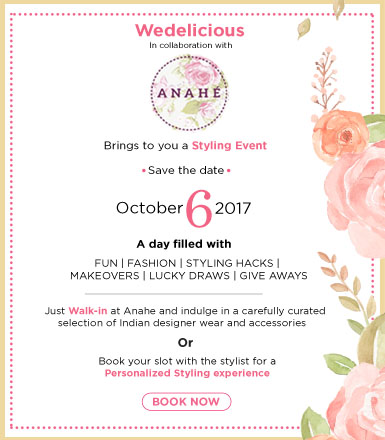 Wedelicious
In collaboration with
ANAHÉ
Brings to you a Styling Event
• Save the date •
October 6 2017
A day filled with
FUN | FASHION | STYLING HACKS |
MAKEOVERS | LUCKY DRAWS | GIVE AWAYS
Just Walk-in at Anahe and indulge in a carefully curated
selection of Indian designer wear and accessories
Or
Book your slot with the stylist for a
Personalized Styling experience
BOOK NOW